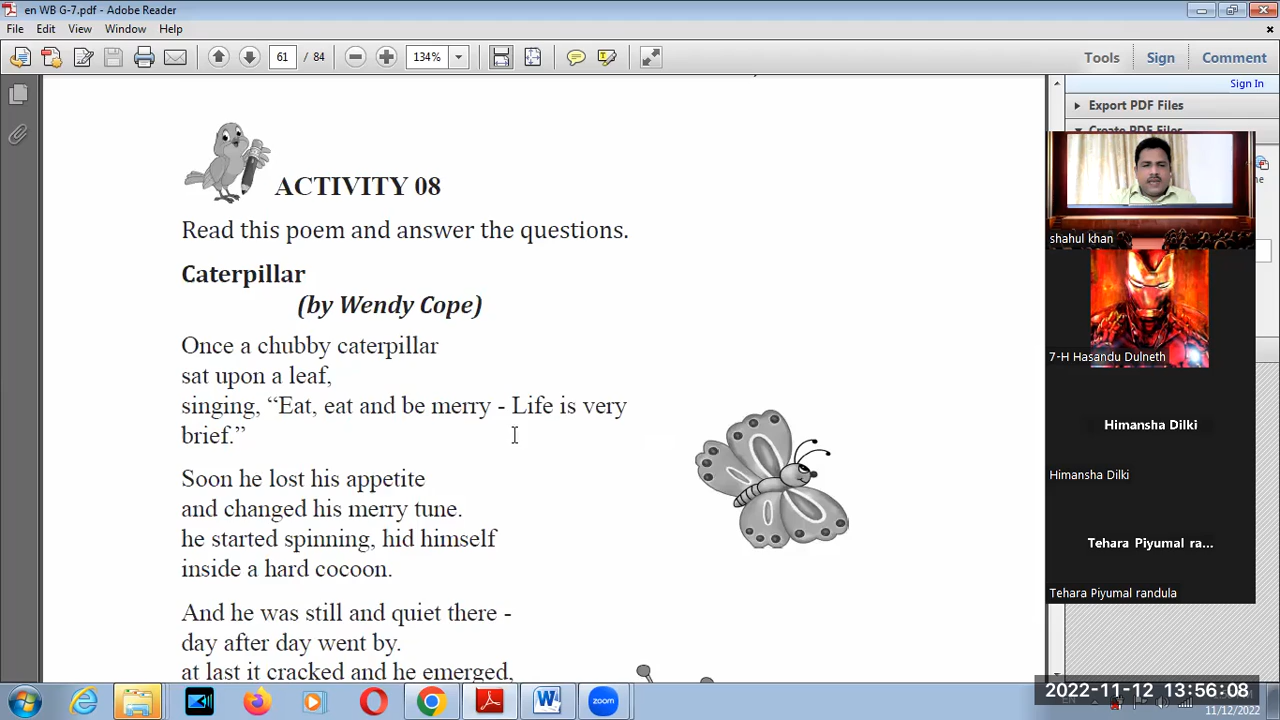 en WB G-7.pdf - Adobe Reader
File Edit View Window Help
61 / 84 134% Tools Sign Comment
Sign In
Export PDF Files
Create PDF Files
ACTIVITY 08
Read this poem and answer the questions.
Caterpillar
(by Wendy Cope)
Once a chubby caterpillar
sat upon a leaf,
singing, “Eat, eat and be merry - Life is very
brief.”
Soon he lost his appetite
and changed his merry tune.
he started spinning, hid himself
inside a hard cocoon.
And he was still and quiet there -
day after day went by.
at last it cracked and he emerged,
shahul khan
7-H Hasandu Dulneth
Himansha Dilki
Himansha Dilki
Tehara Piyumal ra...
Tehara Piyumal randula
zoom
2022-11-12 13:56:08
11/12/2022